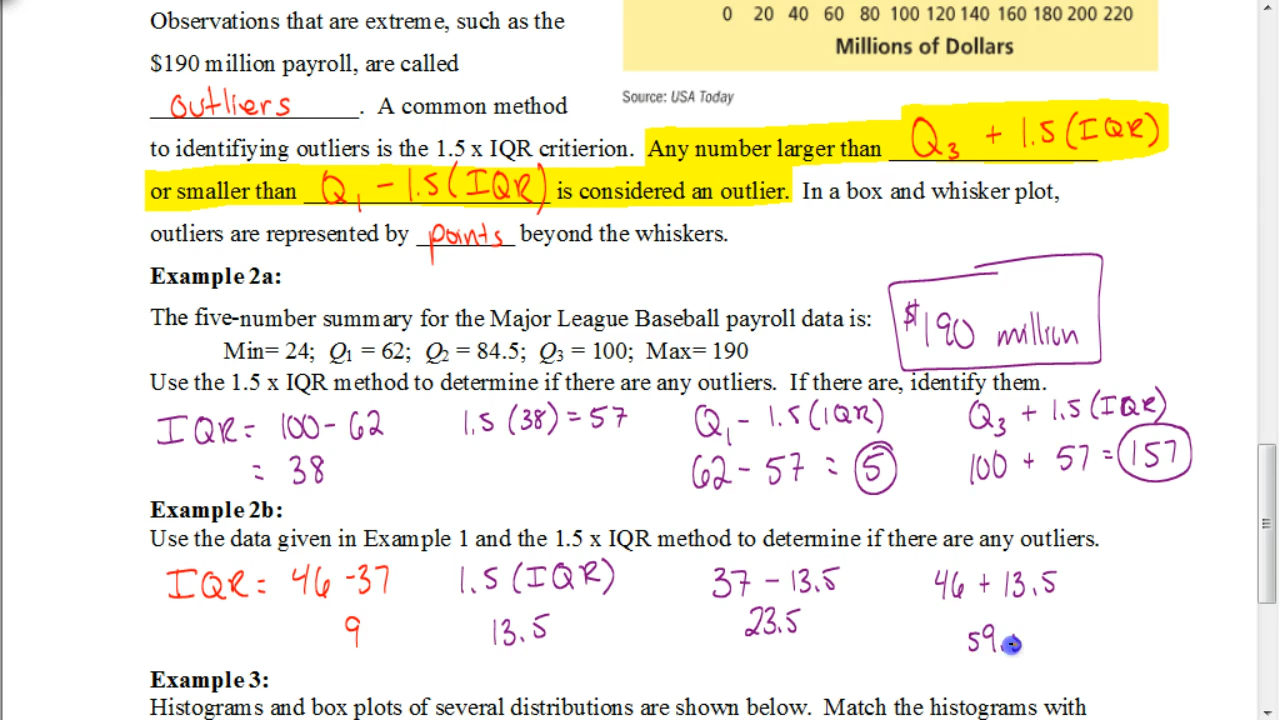 Observations that are extreme, such as the
0 20 40 60 80 100 120 140 160 180 200 220
$190 million payroll, are called
Millions of Dollars
outliers. A common method
Source: USA Today
to identifiying outliers is the 1.5 x IQR critierion. Any number larger than Q3 + 1.5(IQR)
or smaller than Q1 - 1.5(IQR) is considered an outlier. In a box and whisker plot,
outliers are represented by points beyond the whiskers.
Example 2a:
$190 million
The five-number summary for the Major League Baseball payroll data is:
Min= 24; Q1 = 62; Q2 = 84.5; Q3 = 100; Max= 190
Use the 1.5 x IQR method to determine if there are any outliers. If there are, identify them.
IQR = 100 - 62 1.5(38) = 57 Q1 - 1.5(IQR) Q3 + 1.5(IQR)
= 38 62 - 57 = 5 100 + 57 = 157
Example 2b:
Use the data given in Example 1 and the 1.5 x IQR method to determine if there are any outliers.
IQR = 46 - 37 1.5(IQR) 37 - 13.5 46 + 13.5
9 13.5 23.5 59.
Example 3:
Histograms and box plots of several distributions are shown below. Match the histograms with